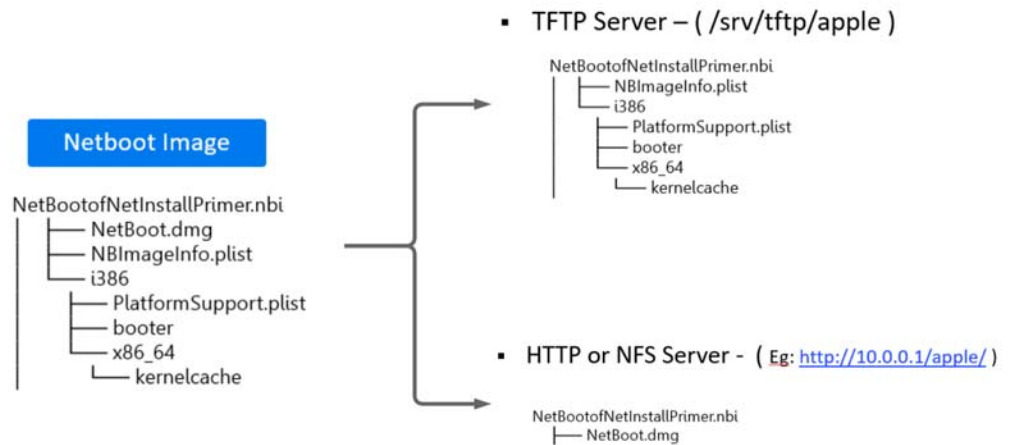 Netboot Image
NetBootofNetInstallPrimer.nbi
NetBoot.dmg
NBImageInfo.plist
i386
PlatformSupport.plist
booter
x86_64
kernelcache
▪ TFTP Server – ( /srv/tftp/apple )
NetBootofNetInstallPrimer.nbi
NBImageInfo.plist
i386
PlatformSupport.plist
booter
x86_64
kernelcache
▪ HTTP or NFS Server - ( Eg: http://10.0.0.1/apple/ )
NetBootofNetInstallPrimer.nbi
NetBoot.dmg